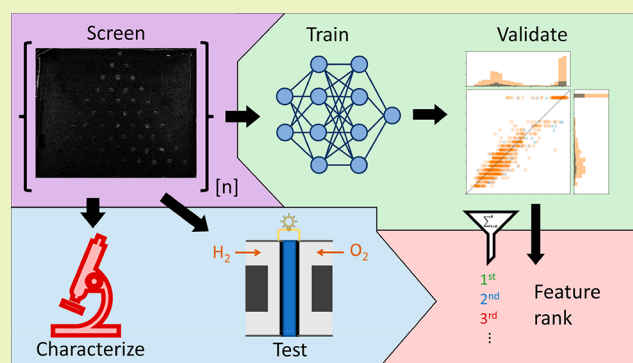 Screen
Train
Validate
[n]
H₂
O₂
1st
2nd
3rd
⋮
Feature
rank
Characterize
Test